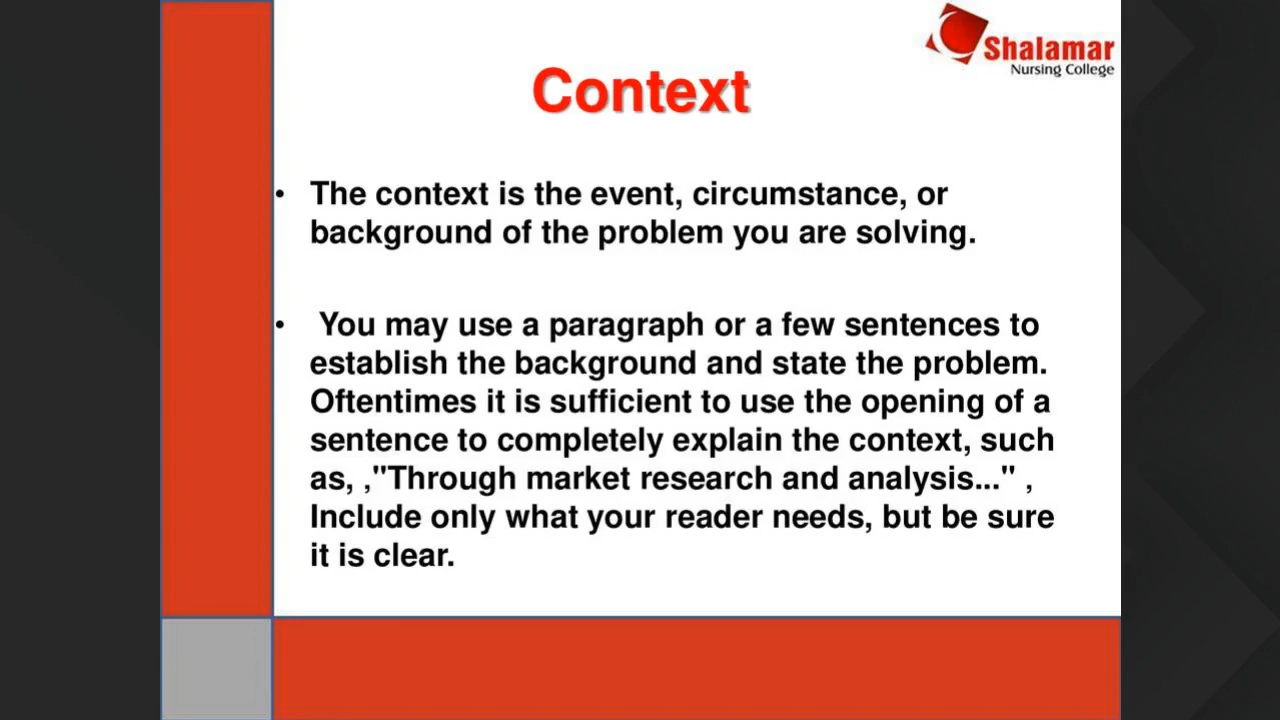 Shalamar
Nursing College
Context
• The context is the event, circumstance, or
background of the problem you are solving.
• You may use a paragraph or a few sentences to
establish the background and state the problem.
Oftentimes it is sufficient to use the opening of a
sentence to completely explain the context, such
as, ,"Through market research and analysis..." ,
Include only what your reader needs, but be sure
it is clear.